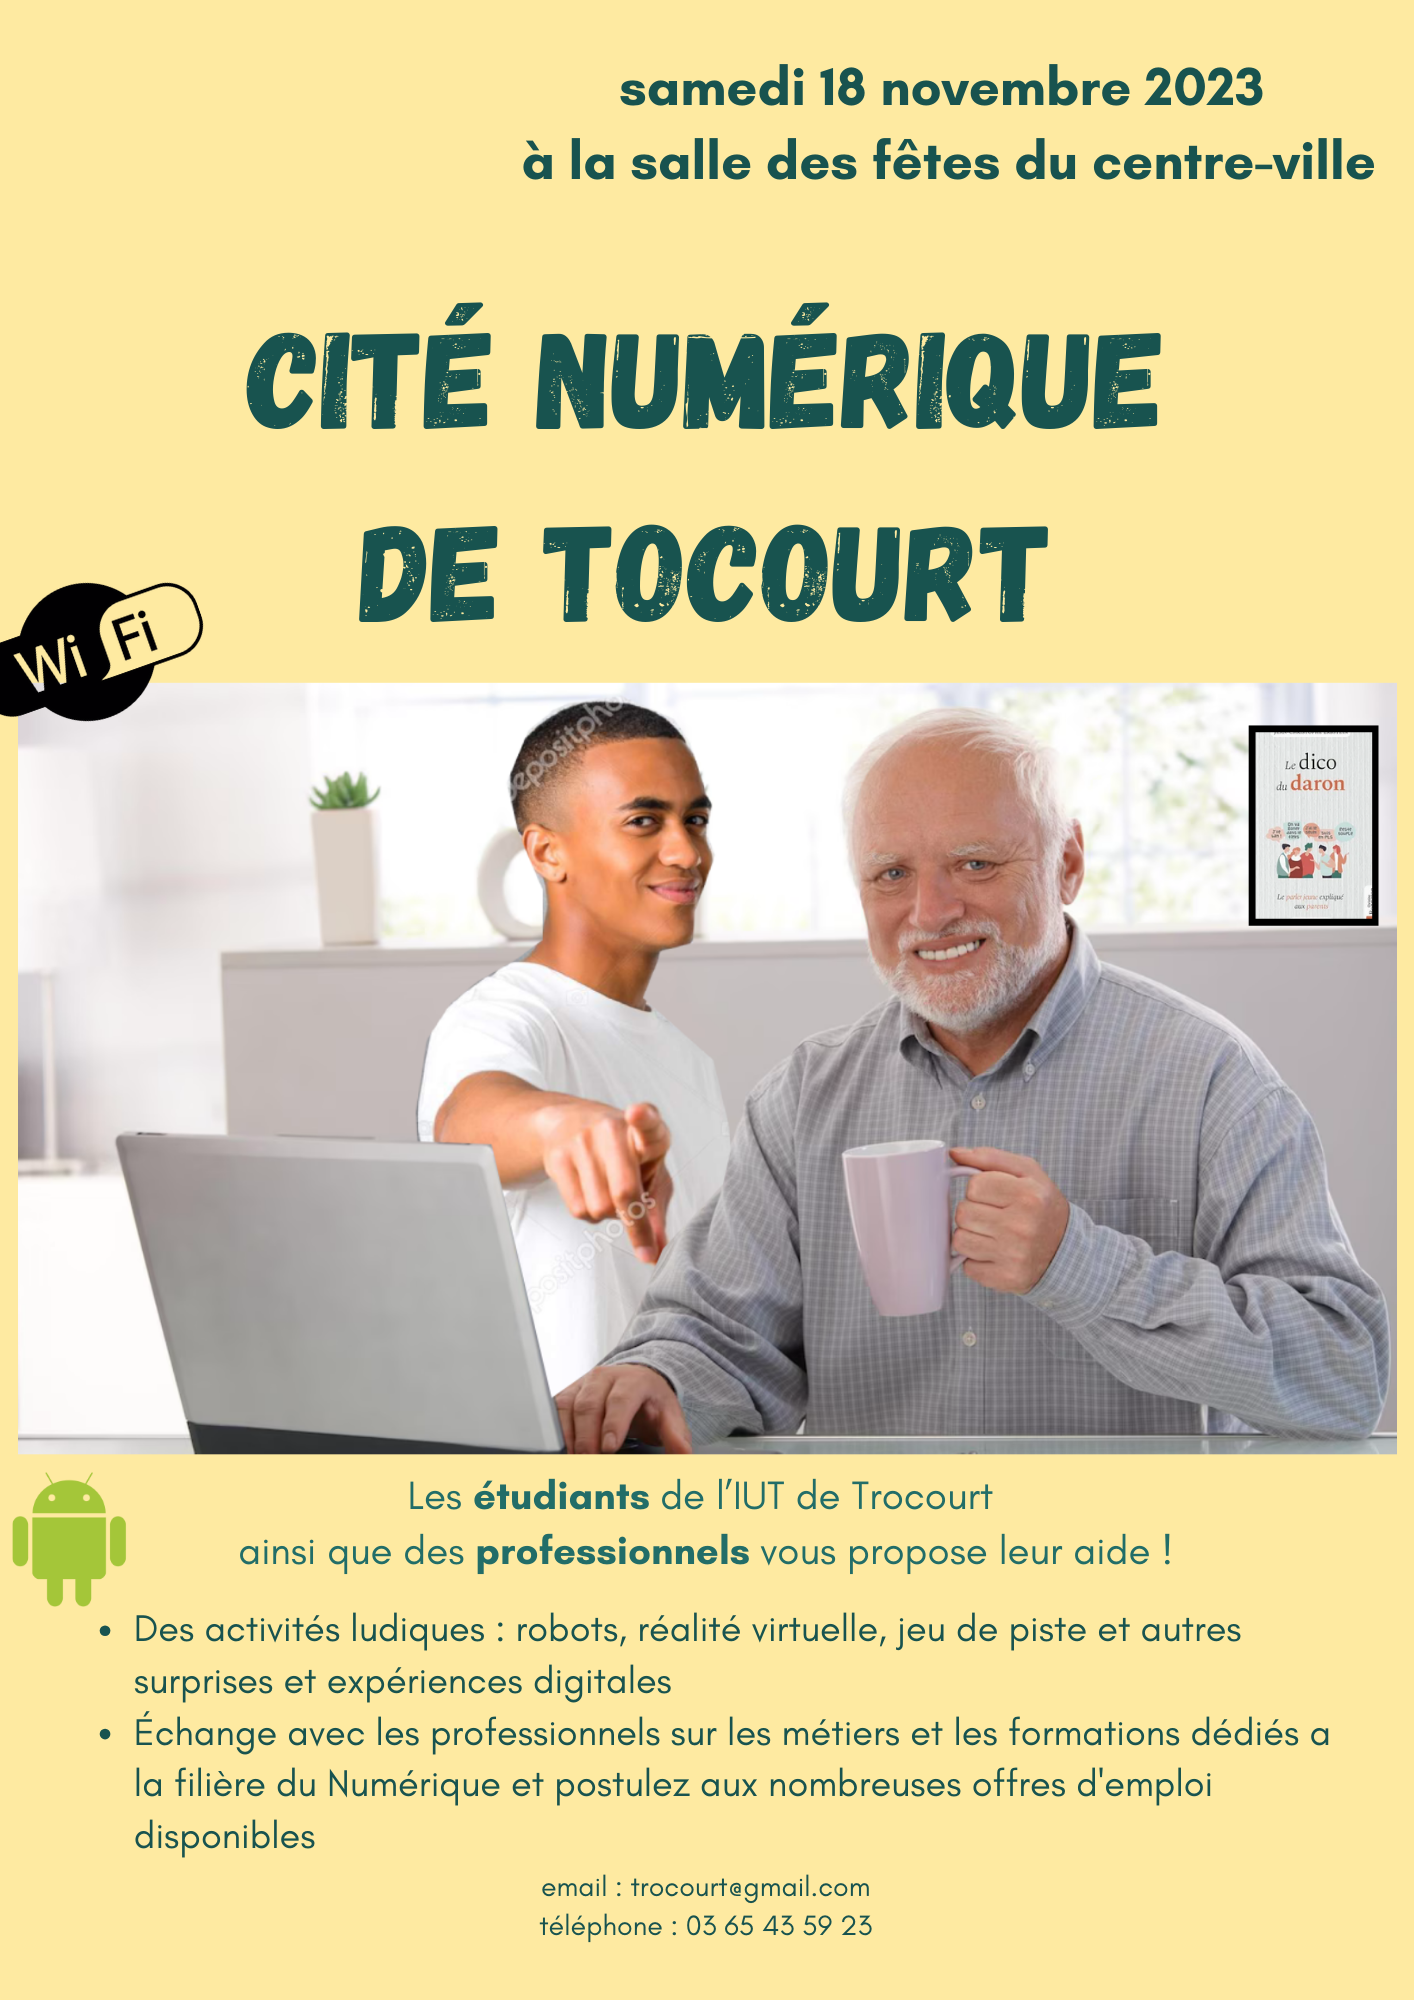 samedi 18 novembre 2023
à la salle des fêtes du centre-ville
CITÉ NUMÉRIQUE
DE TOCOURT
Wi Fi
depositpho
Le dico
du daron
Le parler jeune expliqué
aux parents
positphotos
Les étudiants de l'IUT de Trocourt
ainsi que des professionnels vous propose leur aide !
• Des activités ludiques : robots, réalité virtuelle, jeu de piste et autres
surprises et expériences digitales
• Échange avec les professionnels sur les métiers et les formations dédiés a
la filière du Numérique et postulez aux nombreuses offres d'emploi
disponibles
email : trocourt@gmail.com
téléphone : 03 65 43 59 23